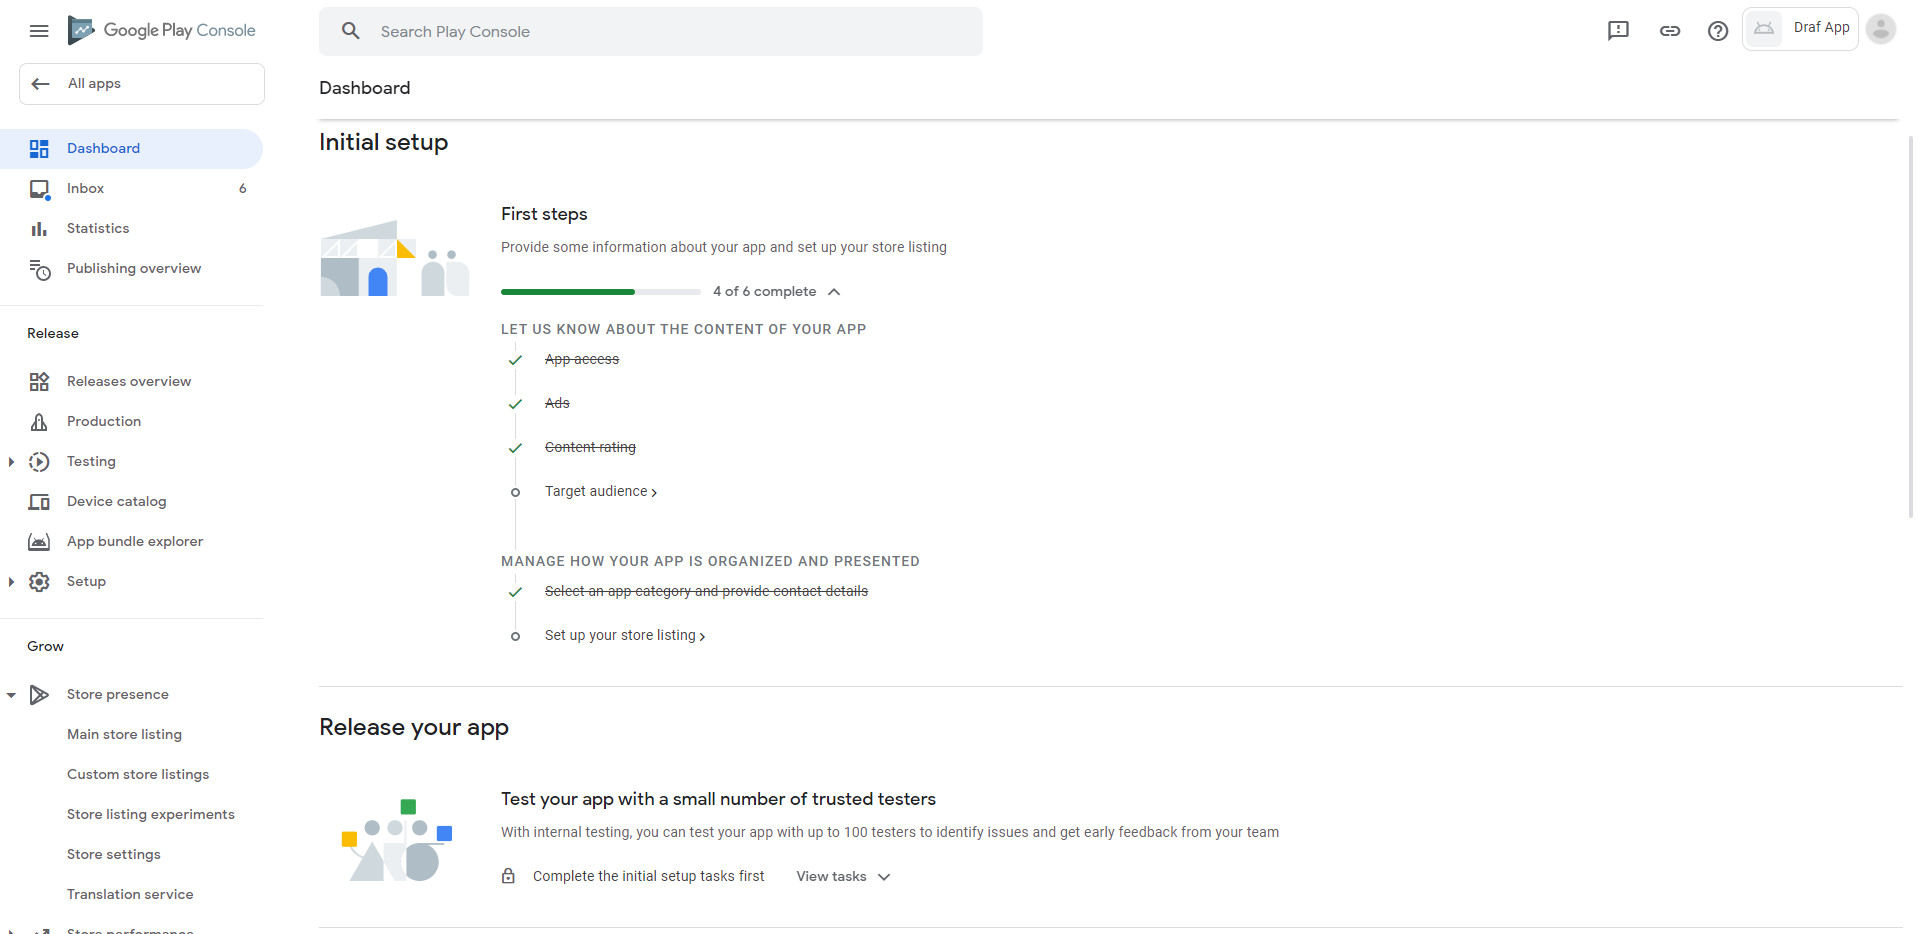 Google Play Console
Search Play Console
Draf App
All apps
Dashboard
Inbox 6
Statistics
Publishing overview
Release
Releases overview
Production
Testing
Device catalog
App bundle explorer
Setup
Grow
Store presence
Main store listing
Custom store listings
Store listing experiments
Store settings
Translation service
Store performance
Dashboard
Initial setup
First steps
Provide some information about your app and set up your store listing
4 of 6 complete
LET US KNOW ABOUT THE CONTENT OF YOUR APP
App access
Ads
Content rating
Target audience
MANAGE HOW YOUR APP IS ORGANIZED AND PRESENTED
Select an app category and provide contact details
Set up your store listing
Release your app
Test your app with a small number of trusted testers
With internal testing, you can test your app with up to 100 testers to identify issues and get early feedback from your team
Complete the initial setup tasks first View tasks